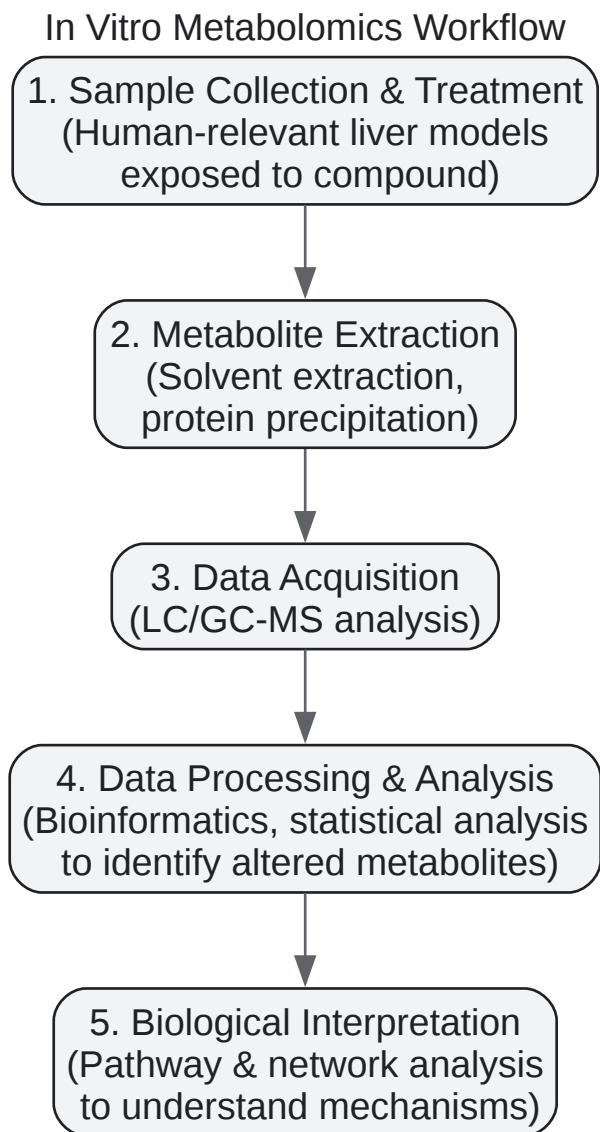 In Vitro Metabolomics Workflow
1. Sample Collection & Treatment
(Human-relevant liver models
exposed to compound)
2. Metabolite Extraction
(Solvent extraction,
protein precipitation)
3. Data Acquisition
(LC/GC-MS analysis)
4. Data Processing & Analysis
(Bioinformatics, statistical analysis
to identify altered metabolites)
5. Biological Interpretation
(Pathway & network analysis
to understand mechanisms)